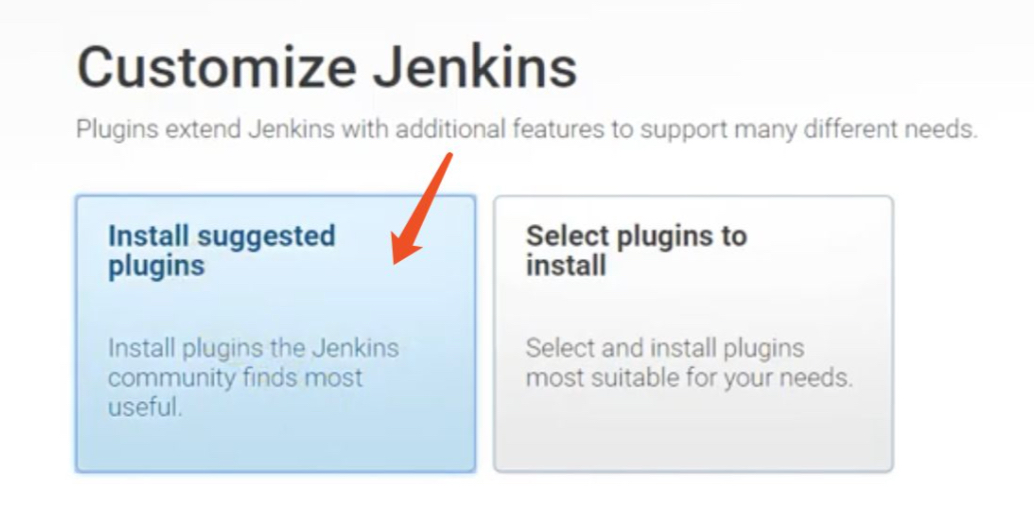 Customize Jenkins
Plugins extend Jenkins with additional features to support many different needs.
Install suggested
plugins
Install plugins the Jenkins
community finds most
useful.
Select plugins to
install
Select and install plugins
most suitable for your needs.